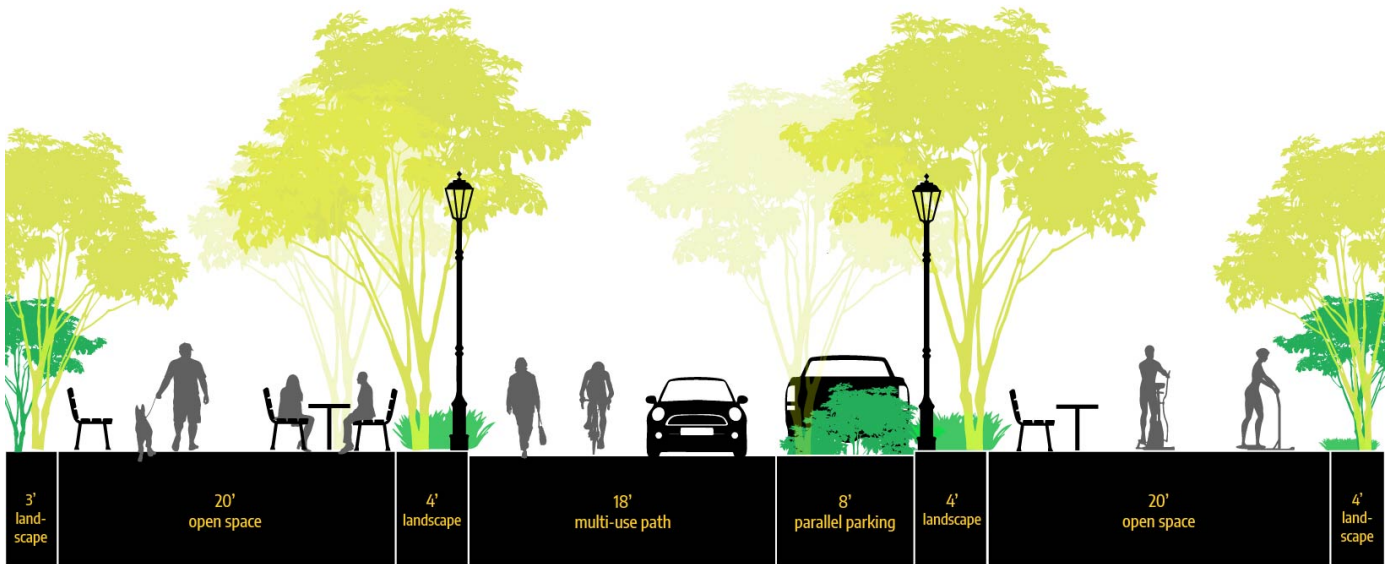 3’
land-
scape
20’
open space
4’
landscape
18’
multi-use path
8’
parallel parking
4’
landscape
20’
open space
4’
land-
scape